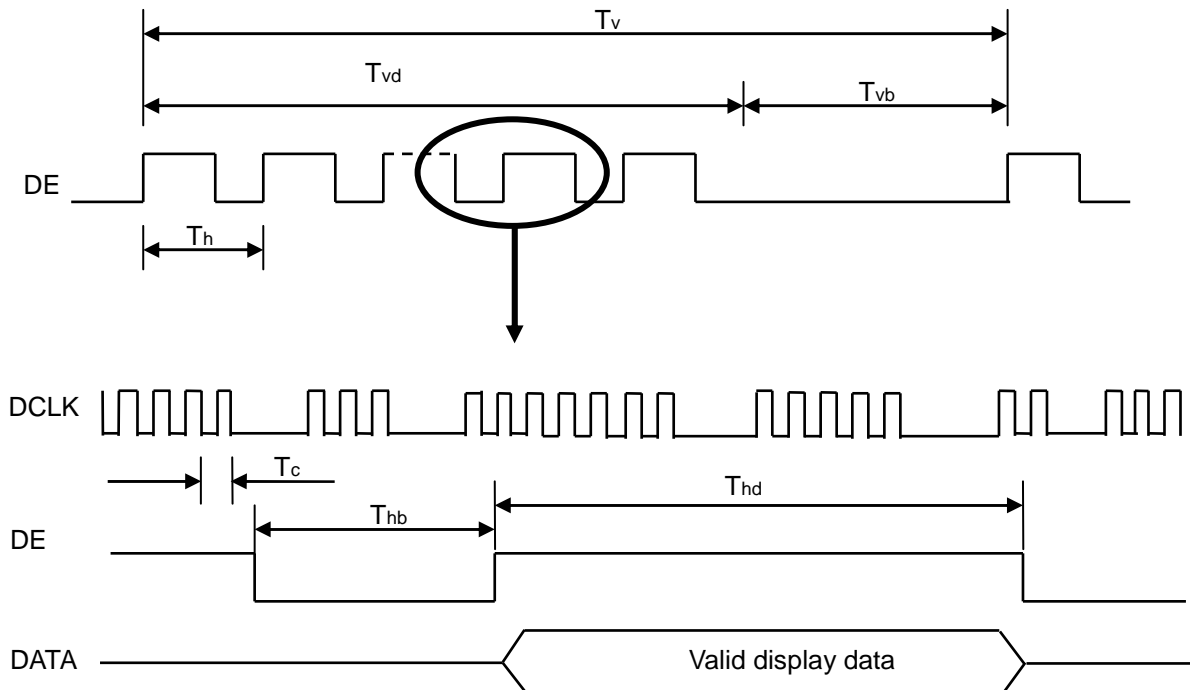 Tv
Tvd
Tvb
DE
Th
DCLK
Tc
Thd
Thb
DE
DATA
Valid display data